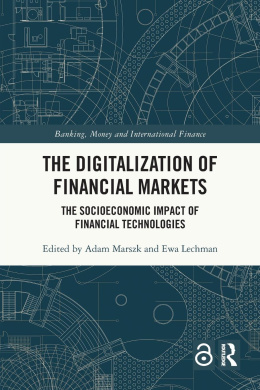 Banking, Money and International Finance
THE DIGITALIZATION OF
FINANCIAL MARKETS
THE SOCIOECONOMIC IMPACT OF
FINANCIAL TECHNOLOGIES
Edited by Adam Marszk and Ewa Lechman
ROUTLEDGE